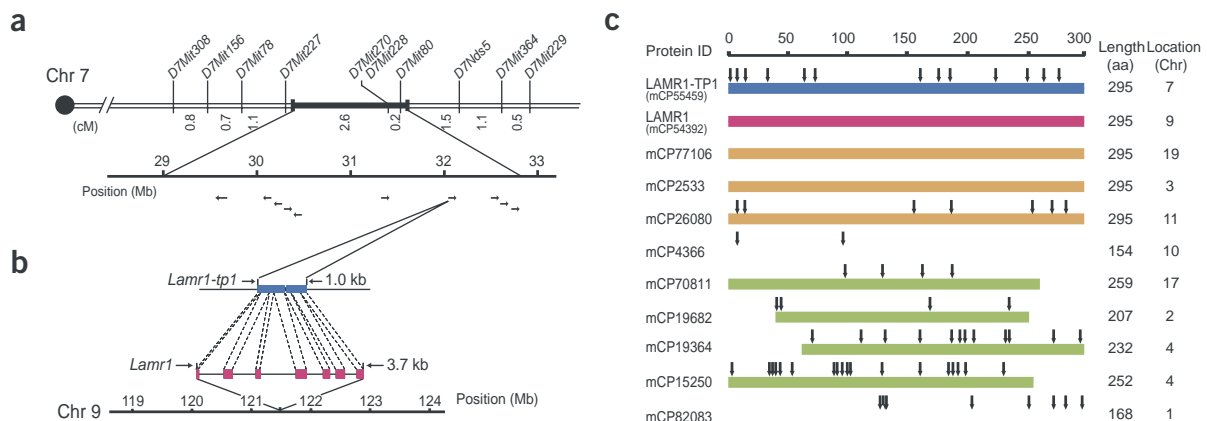 a
D7Mit308 D7Mit156 D7Mit78 D7Mit227 D7Mit270 D7Mit228 D7Mit80 D7Nds5 D7Mit364 D7Mit229
Chr 7
(cM) 0.8 0.7 1.1 2.6 0.2 1.5 1.1 0.5
29 30 31 32 33
Position (Mb)
b
Lamr1-tp1 1.0 kb
Lamr1 3.7 kb
Chr 9 119 120 121 122 123 124 Position (Mb)
c
Protein ID 0 50 100 150 200 250 300 Length (aa) Location (Chr)
LAMR1-TP1 (mCP55459) 295 7
LAMR1 (mCP54392) 295 9
mCP77106 295 19
mCP2533 295 3
mCP26080 295 11
mCP4366 154 10
mCP70811 259 17
mCP19682 207 2
mCP19364 232 4
mCP15250 252 4
mCP82083 168 1